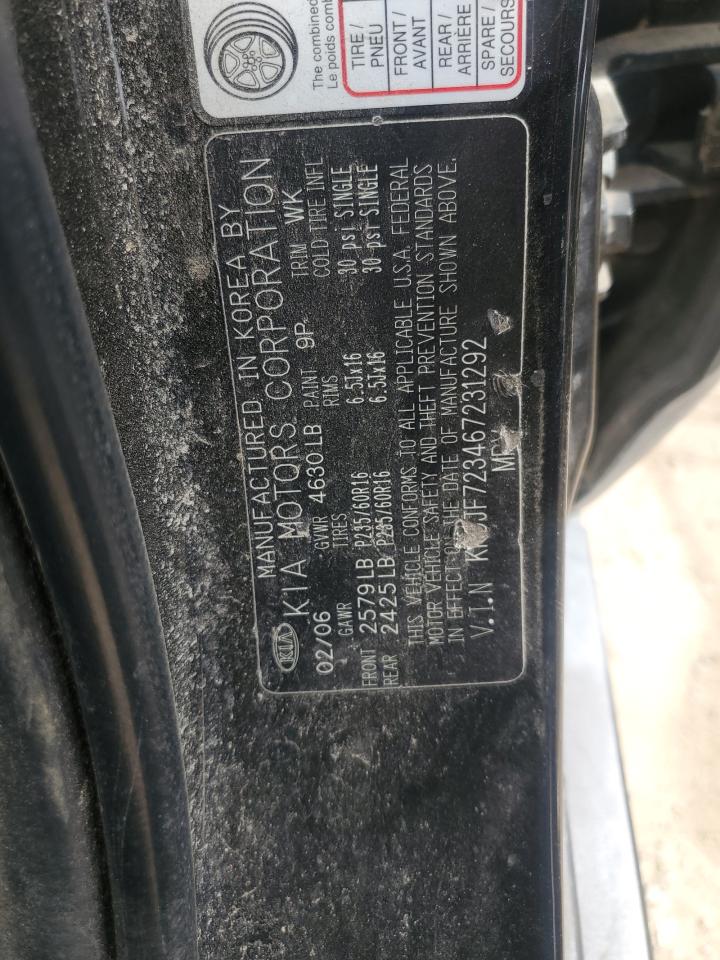 The combined
Le poids com
TIRE / PNEU
FRONT / AVANT
REAR / ARRIÈRE
SPARE / SECOURS
KIA
MANUFACTURED IN KOREA BY
KIA MOTORS CORPORATION
02/06 GVWR 4630LB PAINT 9P TRIM WK
GAWR TIRES RIMS COLD TIRE INFL
FRONT 2579LB P235/60R16 6.5Jx16 30 psi SINGLE
REAR 2425LB P235/60R16 6.5Jx16 30 psi SINGLE
THIS VEHICLE CONFORMS TO ALL APPLICABLE U.S.A. FEDERAL
MOTOR VEHICLE SAFETY AND THEFT PREVENTION STANDARDS
IN EFFECT ON THE DATE OF MANUFACTURE SHOWN ABOVE.
V.I.N